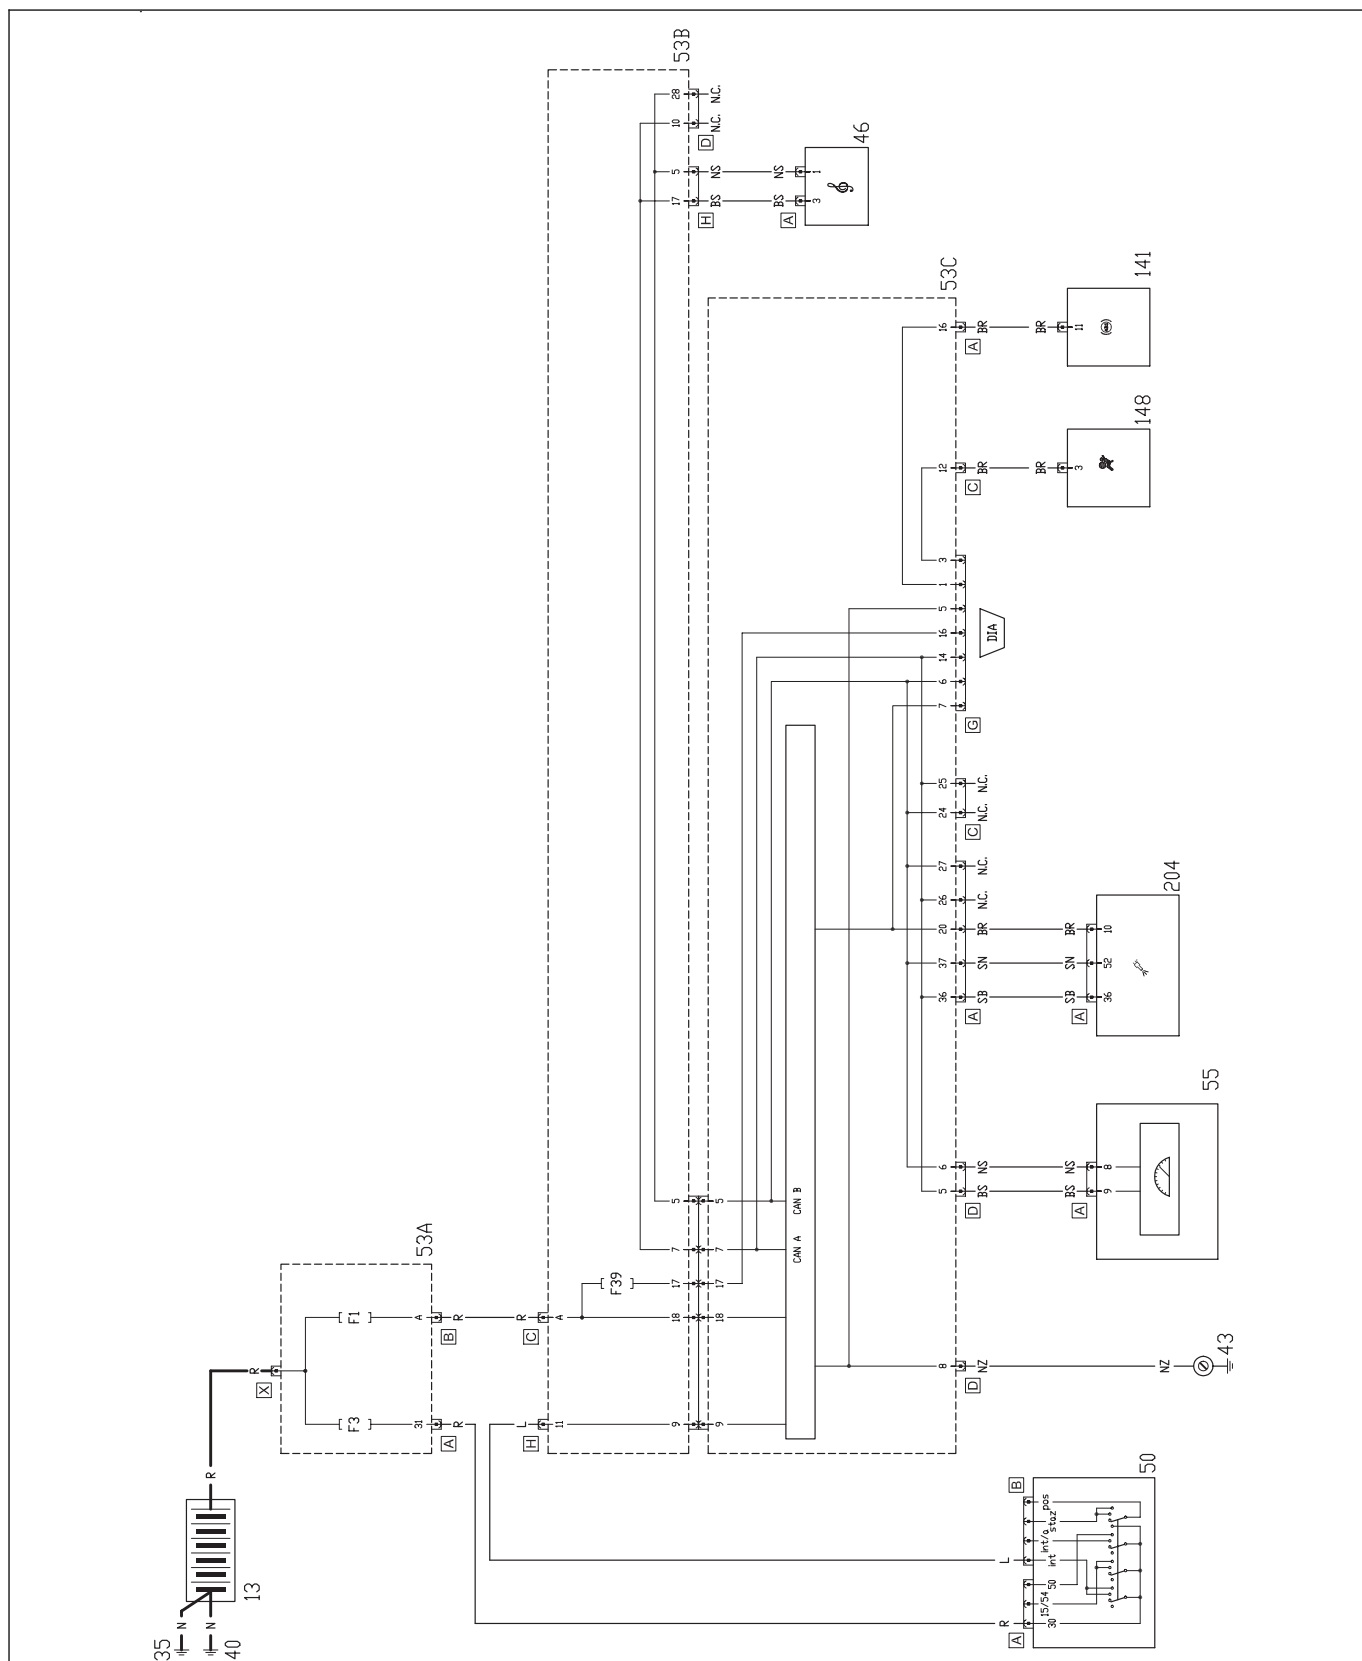 53B
28
N.C.
10
N.C.
D
5
NS
NS
1
17
BS
BS
3
H
A
46
53C
16
BR
BR
11
A
141
12
BR
BR
3
C
148
3
1
5
16
14
6
7
DIA
G
25
N.C.
24
N.C.
C
27
N.C.
26
N.C.
20
BR
BR
10
37
SN
SN
52
36
SB
SB
36
A
A
204
6
NS
NS
8
5
BS
BS
9
D
A
55
5
5
CAN B
7
7
CAN A
53A
F39
17
17
F1
A
R
R
A
18
18
B
C
R
X
8
NZ
NZ
D
43
F3
31
R
L
11
9
9
A
H
R
13
N
35
N
40
50
B
pos
staz
int/a
L
int
50
15/54
R
30
A